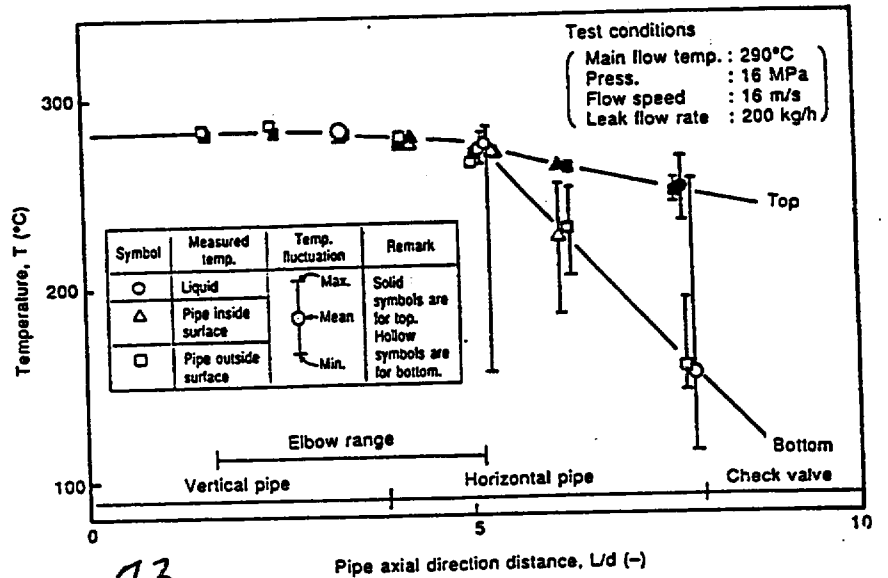 Test conditions
Main flow temp. : 290°C
Press. : 16 MPa
Flow speed : 16 m/s
Leak flow rate : 200 kg/h
300
200
100
Temperature, T (°C)
Top
Bottom
Symbol Measured temp. Temp. fluctuation Remark
○ Liquid
△ Pipe inside surface
□ Pipe outside surface
Max.
Mean
Min.
Solid
symbols are
for top.
Hollow
symbols are
for bottom.
Elbow range
Vertical pipe Horizontal pipe Check valve
0 5 10
Pipe axial direction distance, L/d (–)
93